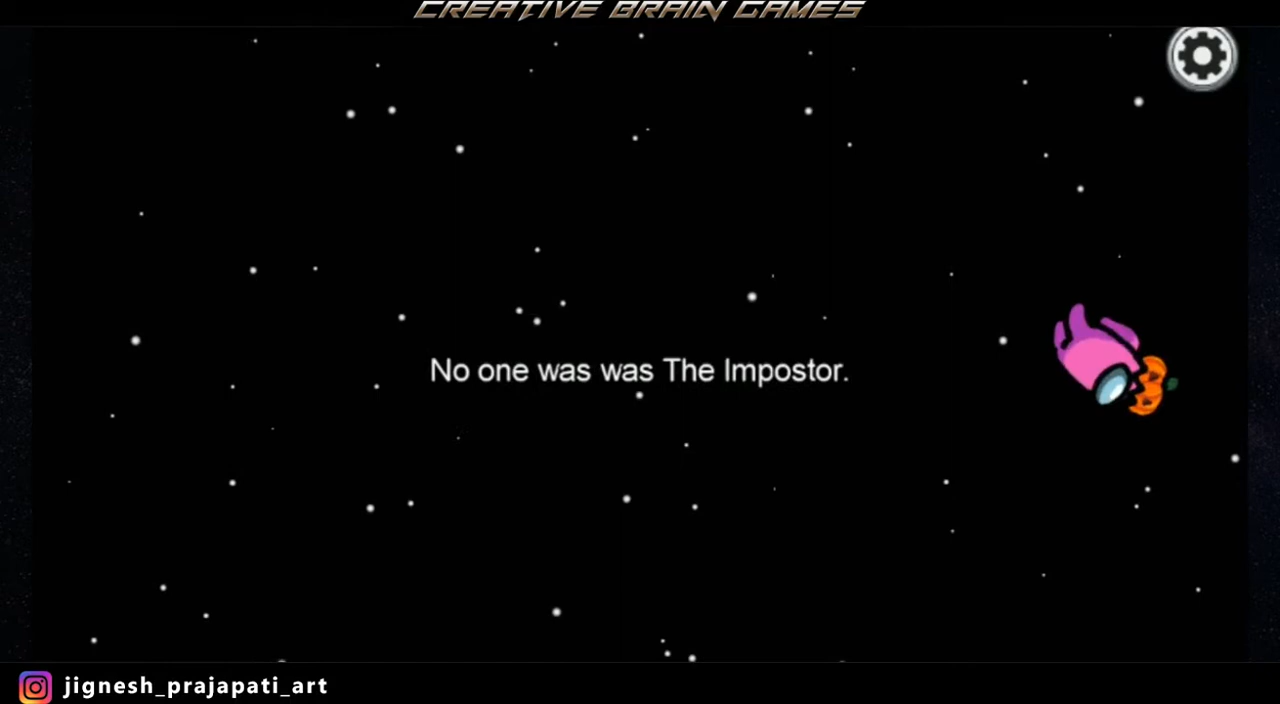 CREATIVE BRAIN GAMES
No one was was The Impostor.
jignesh_prajapati_art